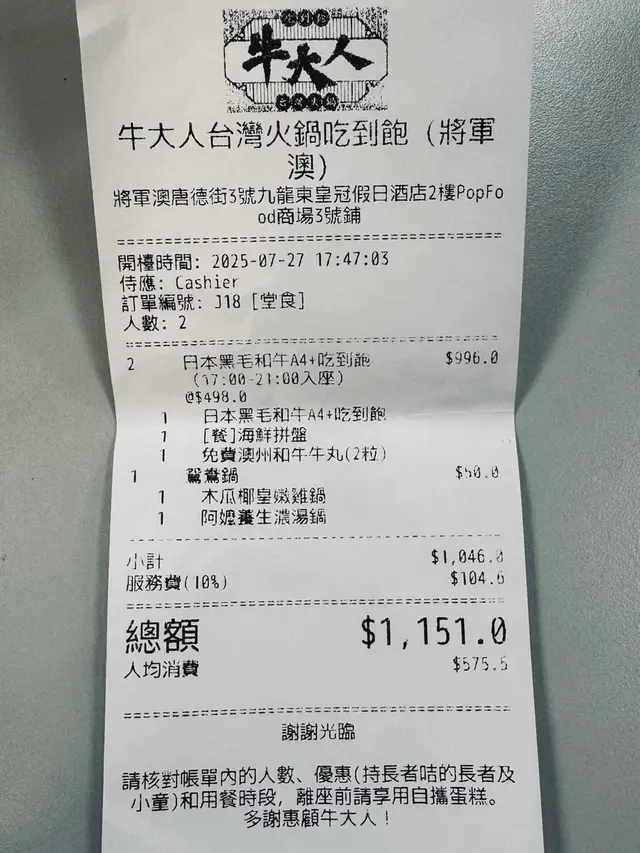 牛大人
牛大人台灣火鍋吃到飽 (將軍
澳)
將軍澳唐德街3號九龍東皇冠假日酒店2樓PopFo
od商場3號鋪
開檯時間: 2025-07-27 17:47:03
侍應: Cashier
訂單編號: J18 [堂食]
人數: 2
2 日本黑毛和牛A4+吃到飽 $996.0
(17:00-21:00入座)
@$498.0
1 日本黑毛和牛A4+吃到飽
1 [餐]海鮮拼盤
1 免費澳州和牛牛丸(2粒)
1 鴛鴦鍋 $50.0
1 木瓜椰皇嫩雞鍋
1 阿嬤養生濃湯鍋
小計 $1,046.0
服務費(10%) $104.6
總額 $1,151.0
人均消費 $575.5
謝謝光臨
請核對帳單內的人數、優惠(持長者咭的長者及
小童)和用餐時段, 離座前請享用自攜蛋糕。
多謝惠顧牛大人!